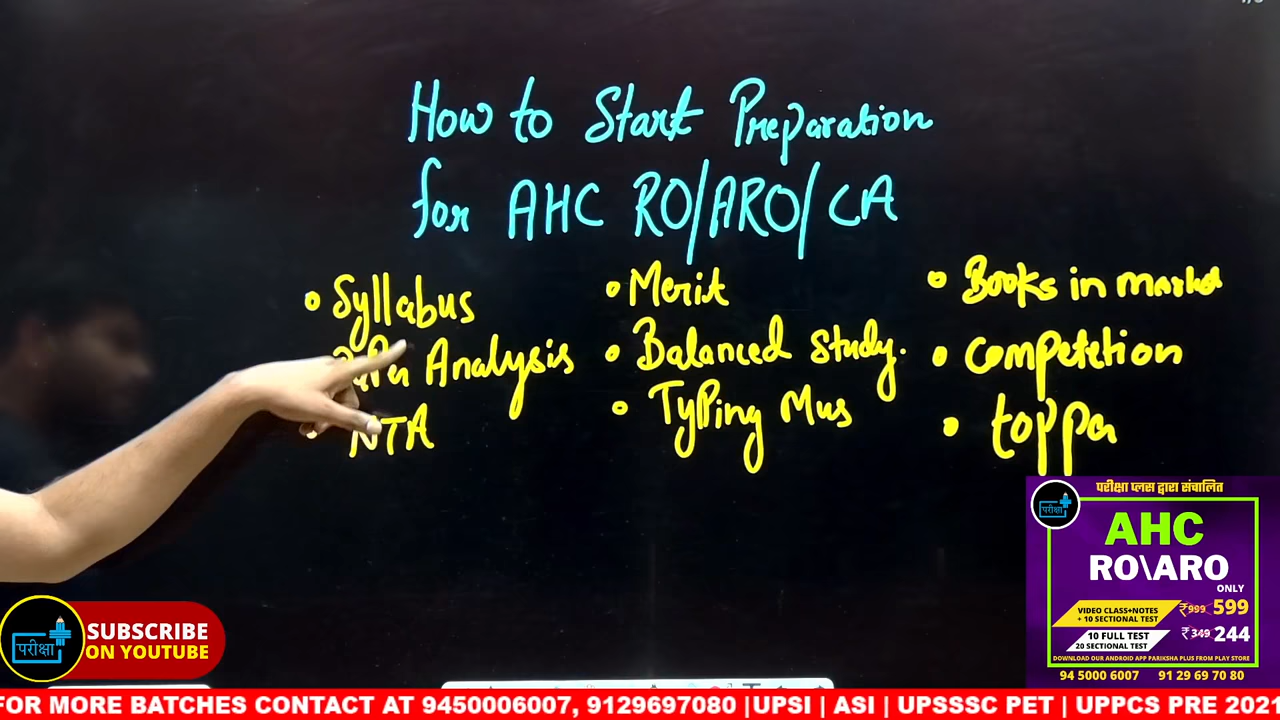 How to Start Preparation
for AHC RO/ARO/CA
• Syllabus
Analysis
• NTA
• Merit
• Balanced Study.
• Typing Mus
• Books in market
• Competetion
• toppa
परीक्षा प्लस द्वारा संचालित
परीक्षा
AHC
RO\ARO
ONLY
VIDEO CLASS+NOTES
+ 10 SECTIONAL TEST
₹999 599
10 FULL TEST
20 SECTIONAL TEST
₹349 244
DOWNLOAD OUR ANDROID APP PARIKSHA PLUS FROM PLAY STORE
94 5000 6007 91 29 69 70 80
परीक्षा
SUBSCRIBE
ON YOUTUBE
FOR MORE BATCHES CONTACT AT 9450006007, 9129697080 |UPSI | ASI | UPSSSC PET | UPPCS PRE 2021